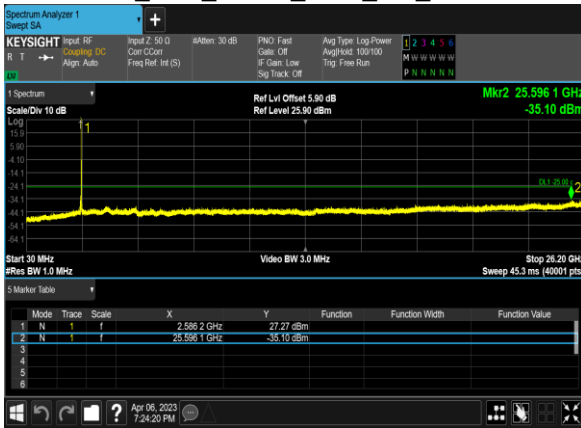 Spectrum Analyzer 1
Swept SA
KEYSIGHT Input: RF Input Z: 50 Ω #Atten: 30 dB PNO: Fast Avg Type: Log-Power 1 2 3 4 5 6
R T Coupling: DC Corr CCorr Gate: Off Avg|Hold: 100/100 M W W W W W
Align: Auto Freq Ref: Int (S) IF Gain: Low Trig: Free Run
Sig Track: Off P N N N N N
1 Spectrum Ref Lvl Offset 5.90 dB Mkr2 25.596 1 GHz
Scale/Div 10 dB Ref Level 25.90 dBm -35.10 dBm
Log
15.9
5.90
-4.10
-14.1
-24.1
-34.1
-44.1
-54.1
-64.1
1
DL1 -25.00
2
Start 30 MHz Video BW 3.0 MHz Stop 26.20 GHz
#Res BW 1.0 MHz Sweep 45.3 ms (40001 pts
5 Marker Table
Mode Trace Scale X Y Function Function Width Function Value
1 N 1 f 2.586 2 GHz 27.27 dBm
2 N 1 f 25.596 1 GHz -35.10 dBm
3
4
5
6
? Apr 06, 2023
7:24:20 PM